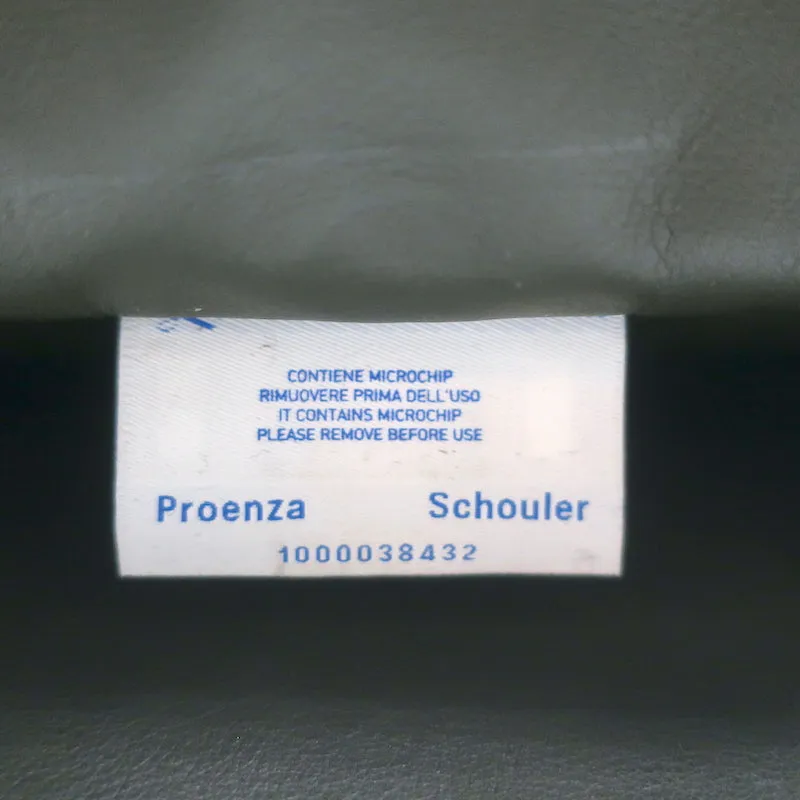 CONTIENE MICROCHIP
RIMUOVERE PRIMA DELL'USO
IT CONTAINS MICROCHIP
PLEASE REMOVE BEFORE USE
Proenza Schouler
1000038432